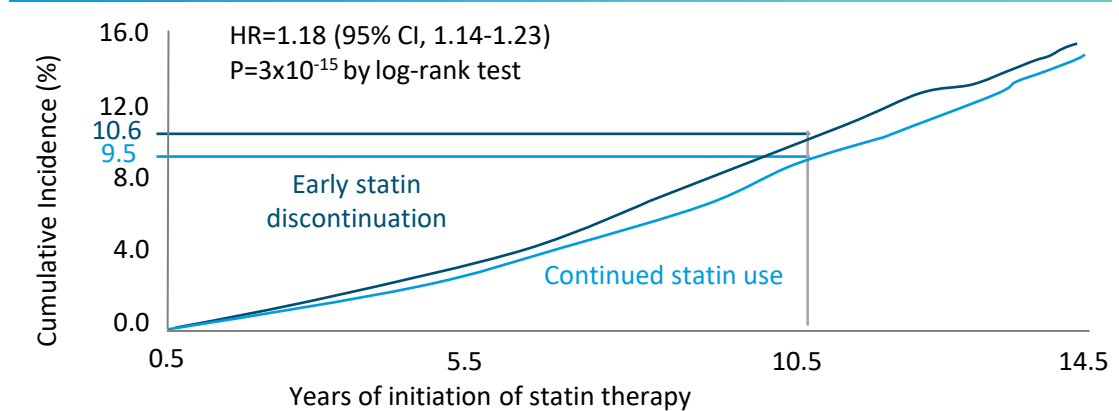 16.0
HR=1.18 (95% CI, 1.14-1.23)
P=3x10⁻¹⁵ by log-rank test
Cumulative Incidence (%)
12.0
10.6
9.5
8.0
Early statin
discontinuation
4.0
Continued statin use
0.0
0.5 5.5 10.5 14.5
Years of initiation of statin therapy